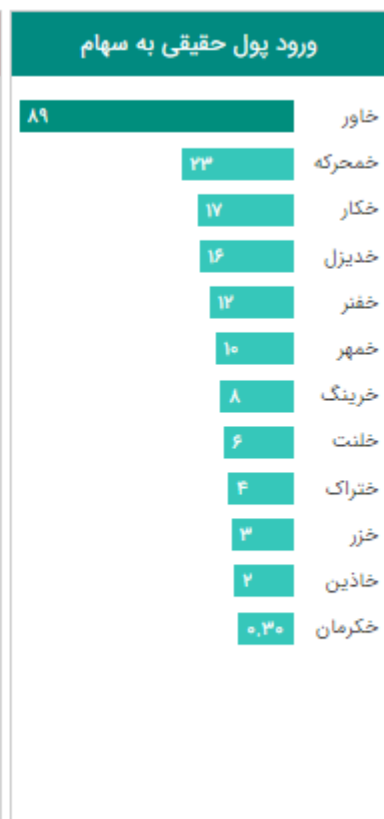 ورود پول حقیقی به سهام
خاور ۸۹
خمحرکه ۲۳
خکار ۱۷
خدیزل ۱۶
خفنر ۱۲
خمهر ۱۰
خرینگ ۸
خلنت ۶
ختراک ۴
خزر ۳
خاذین ۲
خکرمان ۰.۳۰